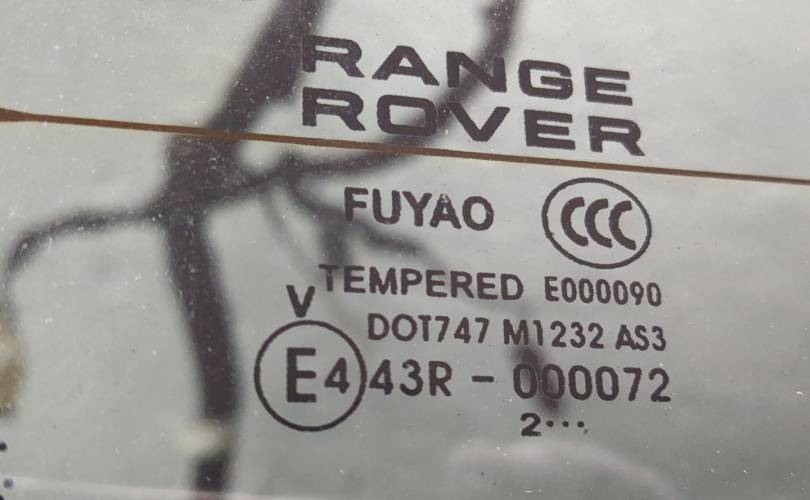 RANGE
ROVER
FUYAO CCC
TEMPERED E000090
V
DOT747 M1232 AS3
E4 43R - 000072
2···